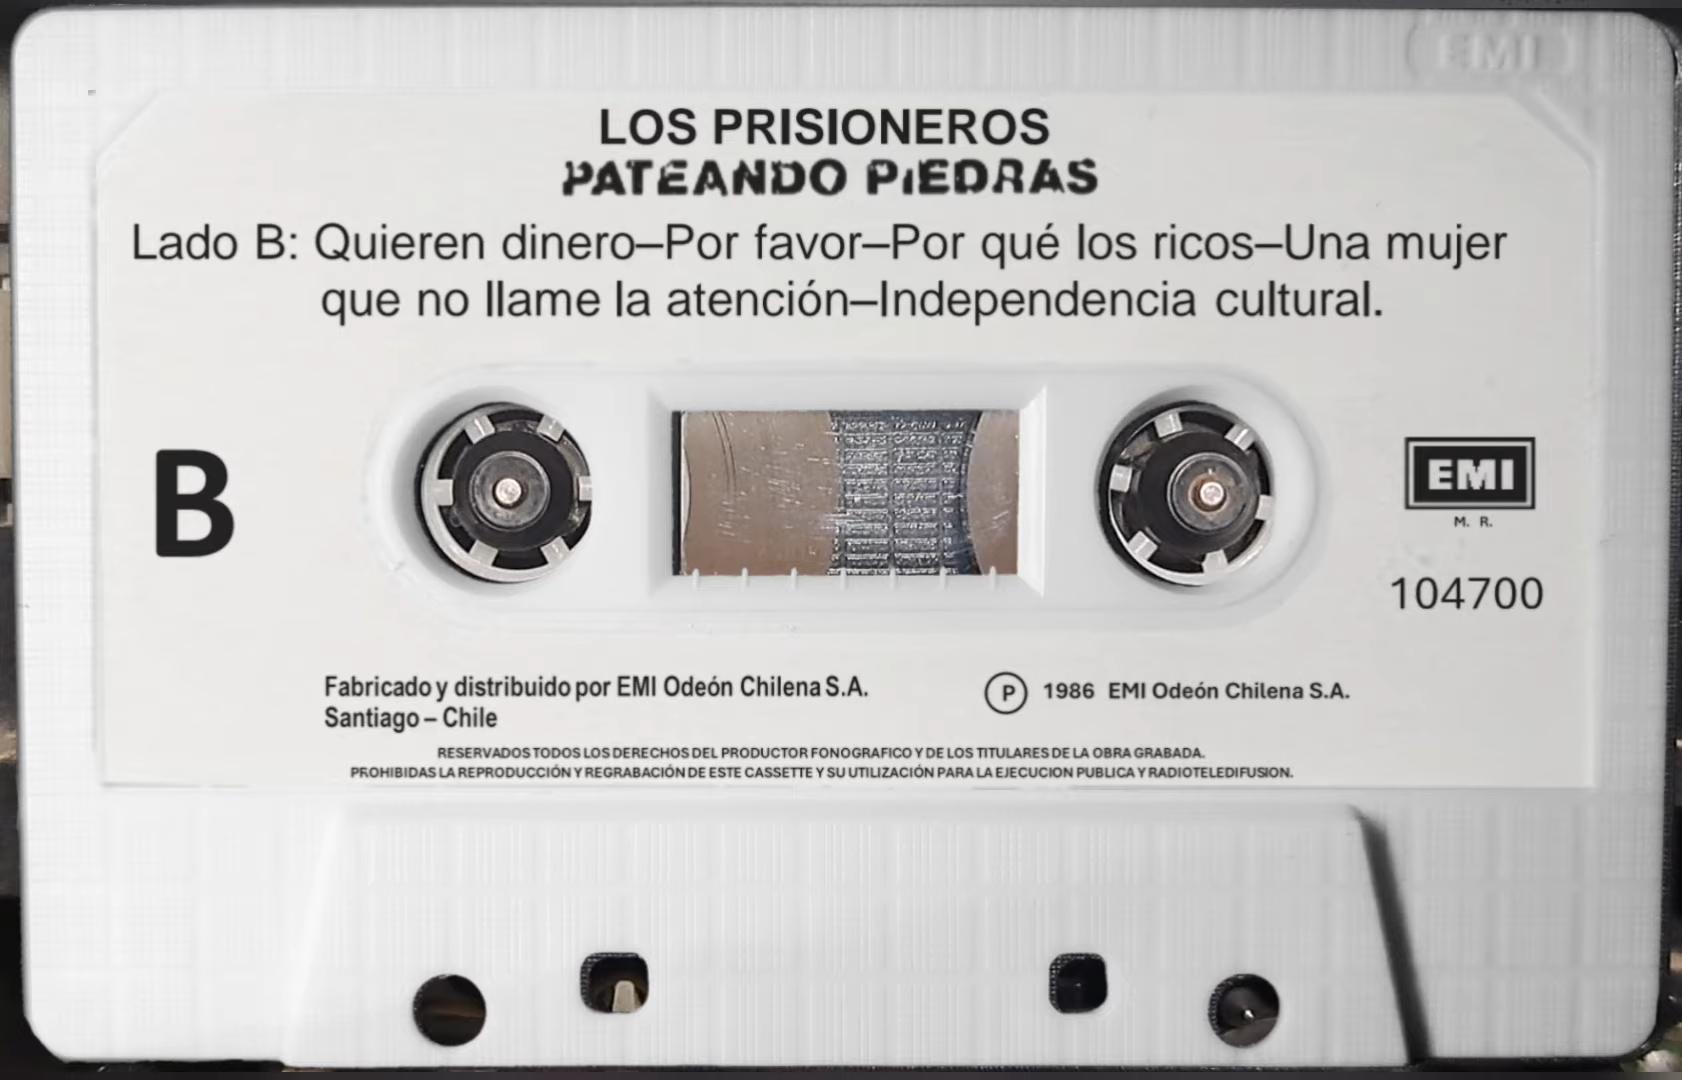 EMI
LOS PRISIONEROS
PATEANDO PiEDRAS
Lado B: Quieren dinero–Por favor–Por qué los ricos–Una mujer
que no llame la atención–Independencia cultural.
B
EMI
M. R.
104700
Fabricado y distribuido por EMI Odeón Chilena S.A.
Santiago – Chile
Ⓟ 1986 EMI Odeón Chilena S.A.
RESERVADOS TODOS LOS DERECHOS DEL PRODUCTOR FONOGRAFICO Y DE LOS TITULARES DE LA OBRA GRABADA.
PROHIBIDAS LA REPRODUCCIÓN Y REGRABACIÓN DE ESTE CASSETTE Y SU UTILIZACIÓN PARA LA EJECUCION PUBLICA Y RADIOTELEDIFUSION.